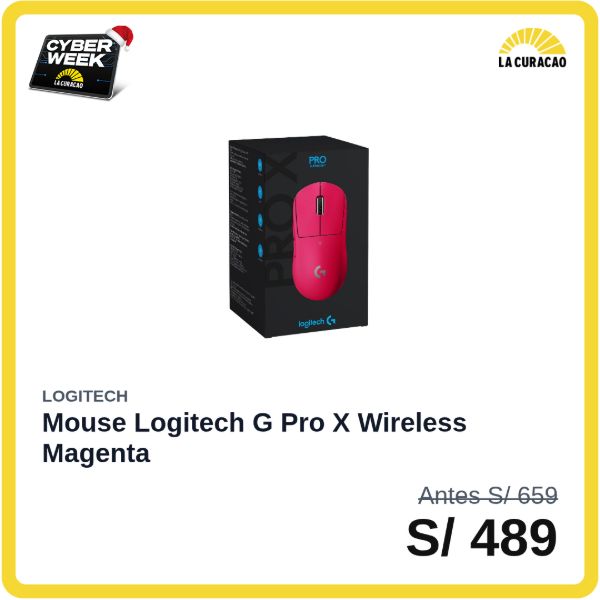 CYBER
WEEK
LA CURACAO
LA CURACAO
PRO
PRO X
logitech G
LOGITECH
Mouse Logitech G Pro X Wireless
Magenta
Antes S/ 659
S/ 489